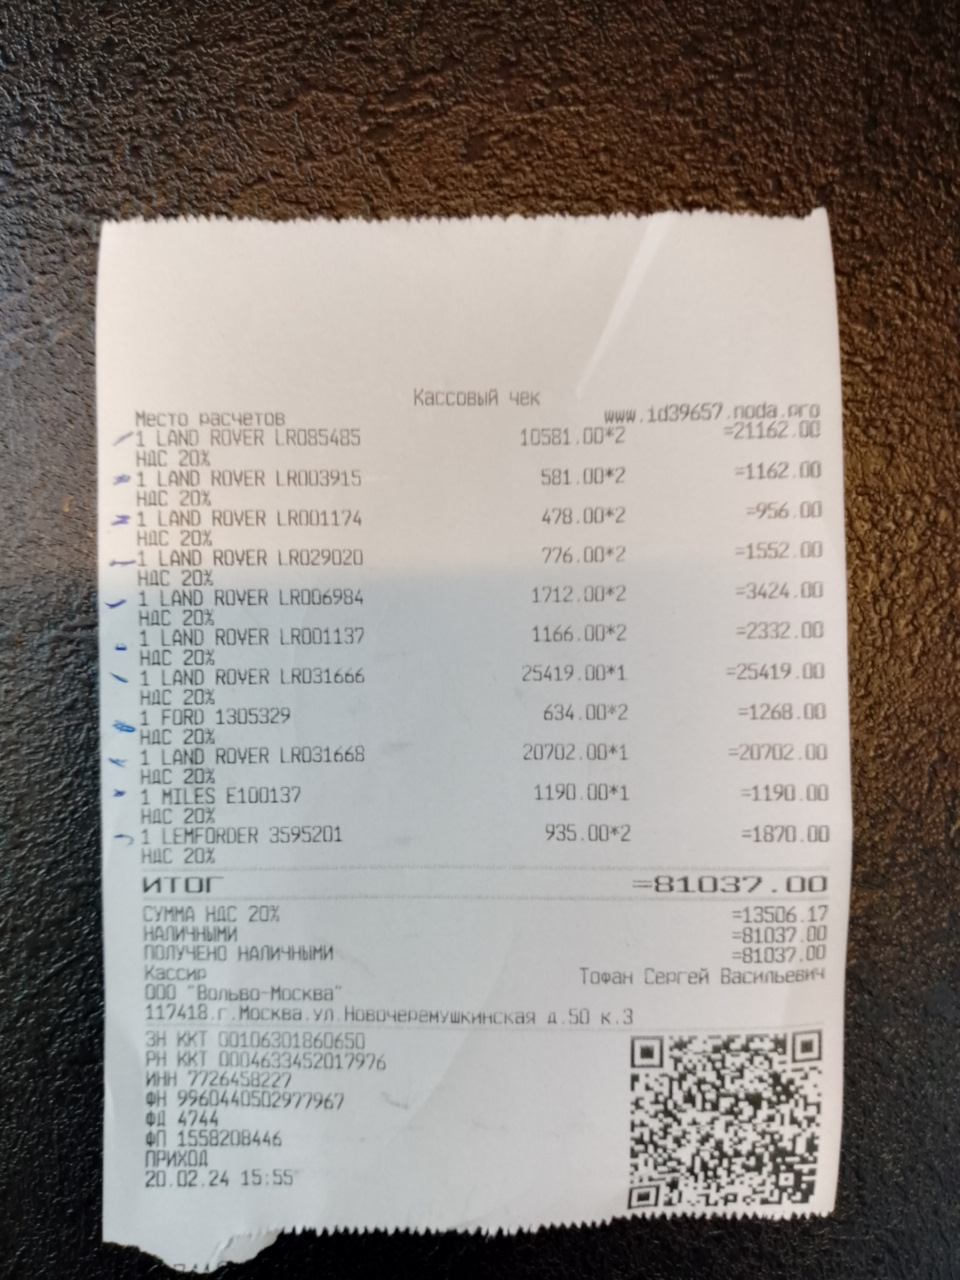 Кассовый чек
Место расчетов www.id39657.noda.pro
1 LAND ROVER LR085485 10581.00*2 =21162.00
НДС 20%
1 LAND ROVER LR003915 581.00*2 =1162.00
НДС 20%
1 LAND ROVER LR001174 478.00*2 =956.00
НДС 20%
1 LAND ROVER LR029020 776.00*2 =1552.00
НДС 20%
1 LAND ROVER LR006984 1712.00*2 =3424.00
НДС 20%
1 LAND ROVER LR001137 1166.00*2 =2332.00
НДС 20%
1 LAND ROVER LR031666 25419.00*1 =25419.00
НДС 20%
1 FORD 1305329 634.00*2 =1268.00
НДС 20%
1 LAND ROVER LR031668 20702.00*1 =20702.00
НДС 20%
1 MILES E100137 1190.00*1 =1190.00
НДС 20%
1 LEMFORDER 3595201 935.00*2 =1870.00
НДС 20%
ИТОГ =81037.00
СУММА НДС 20% =13506.17
НАЛИЧНЫМИ =81037.00
ПОЛУЧЕНО НАЛИЧНЫМИ =81037.00
Кассир Тофан Сергей Васильевич
ООО "Вольво-Москва"
117418.г.Москва.ул.Новочеремушкинская д.50 к.3
ЗН ККТ 00106301860650
РН ККТ 0004633452017976
ИНН 7726458227
ФН 9960440502977967
ФД 4744
ФП 1558208446
ПРИХОД
20.02.24 15:55